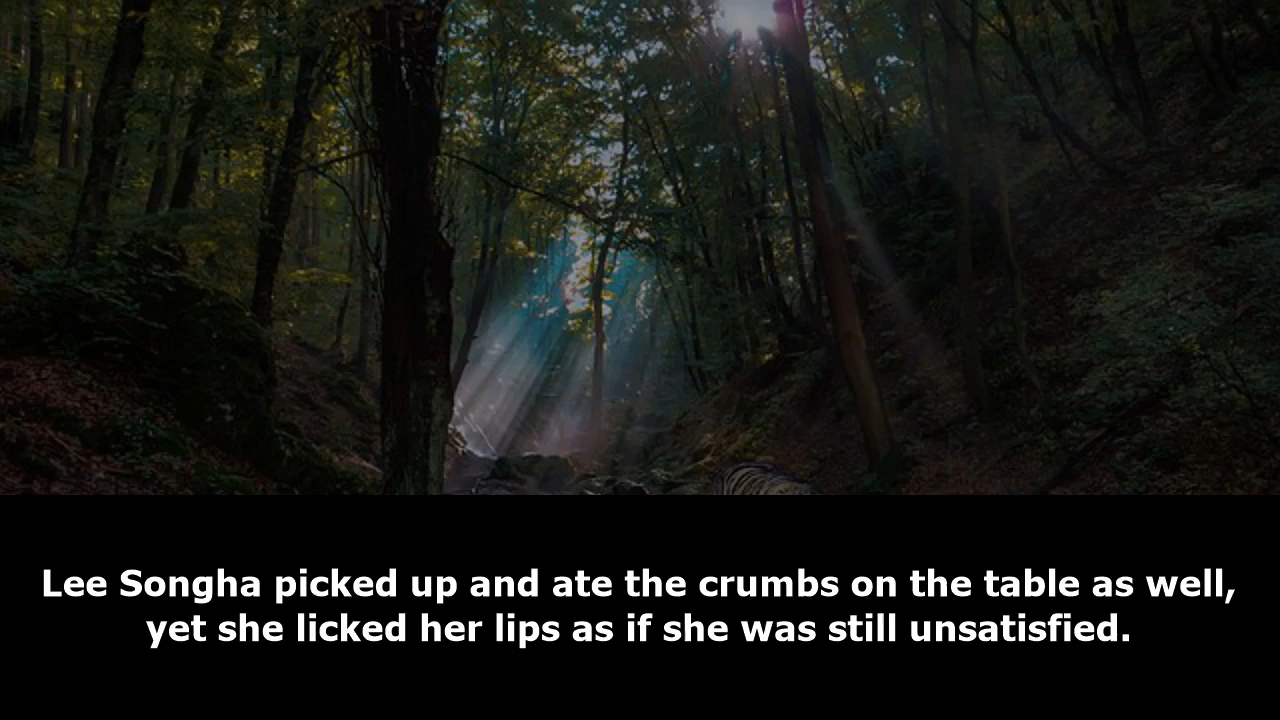 Lee Songha picked up and ate the crumbs on the table as well,
yet she licked her lips as if she was still unsatisfied.